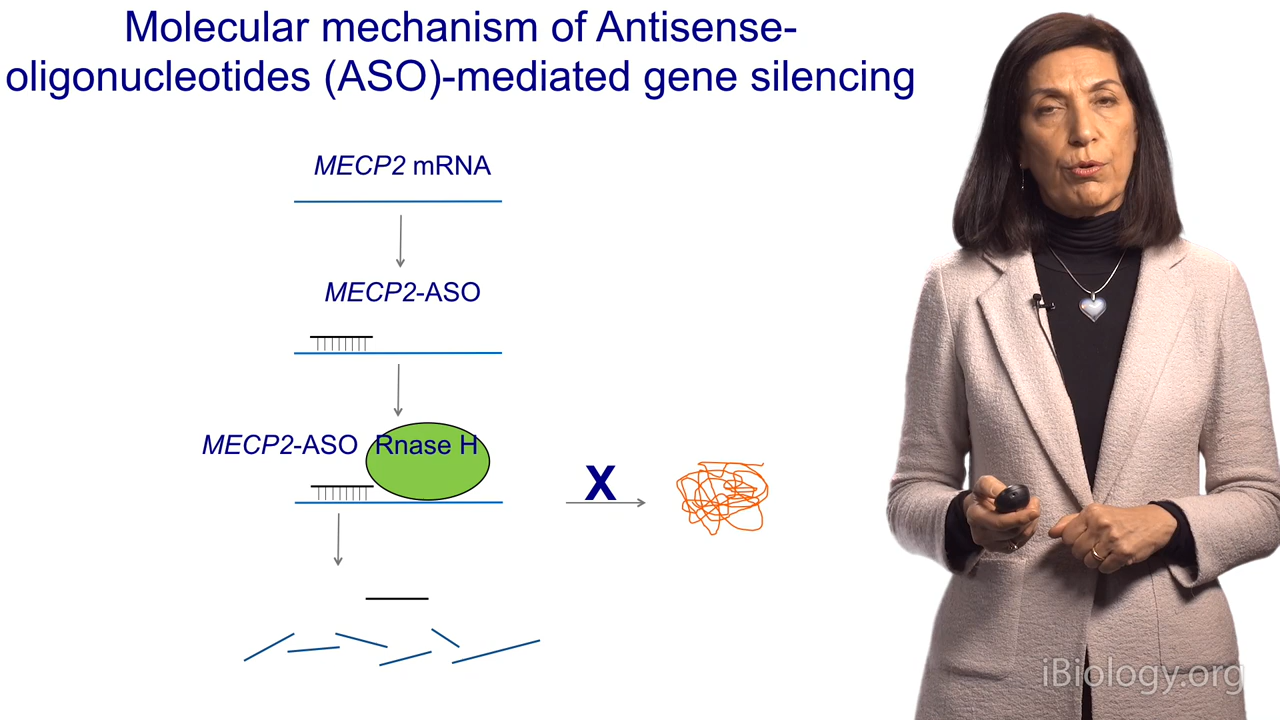 Molecular mechanism of Antisense-
oligonucleotides (ASO)-mediated gene silencing
MECP2 mRNA
MECP2-ASO
MECP2-ASO Rnase H
X
iBiology.org